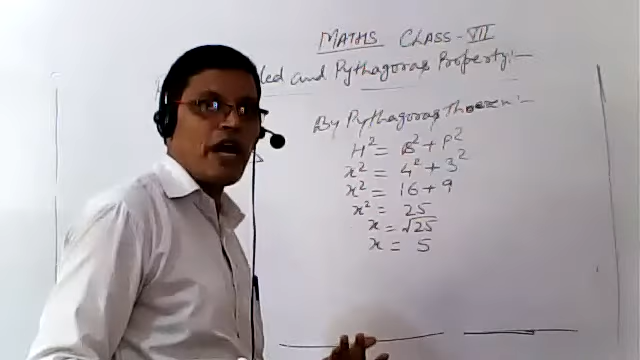 MATHS CLASS-VII
led and Pythagoras Property:-
By Pythagoras Theorem:-
H² = B² + P²
x² = 4² + 3²
x² = 16 + 9
x² = 25
x = √25
x = 5